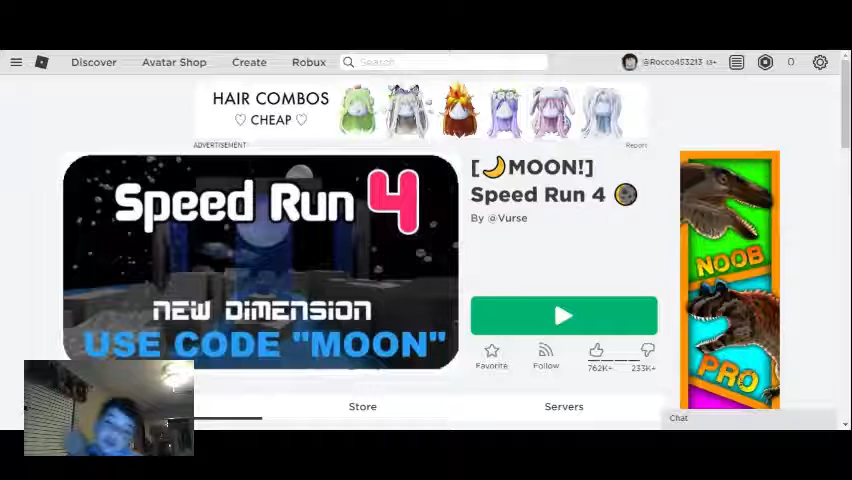 Discover Avatar Shop Create Robux Search @Rocco453213 13+ 0
HAIR COMBOS
♡ CHEAP ♡
ADVERTISEMENT Report
Speed Run 4
NEW DIMENSION
USE CODE "MOON"
[🌙MOON!]
Speed Run 4 🌘
By @Vurse
Favorite Follow 762K+ 233K+
Store Servers
NOOB
PRO
Chat